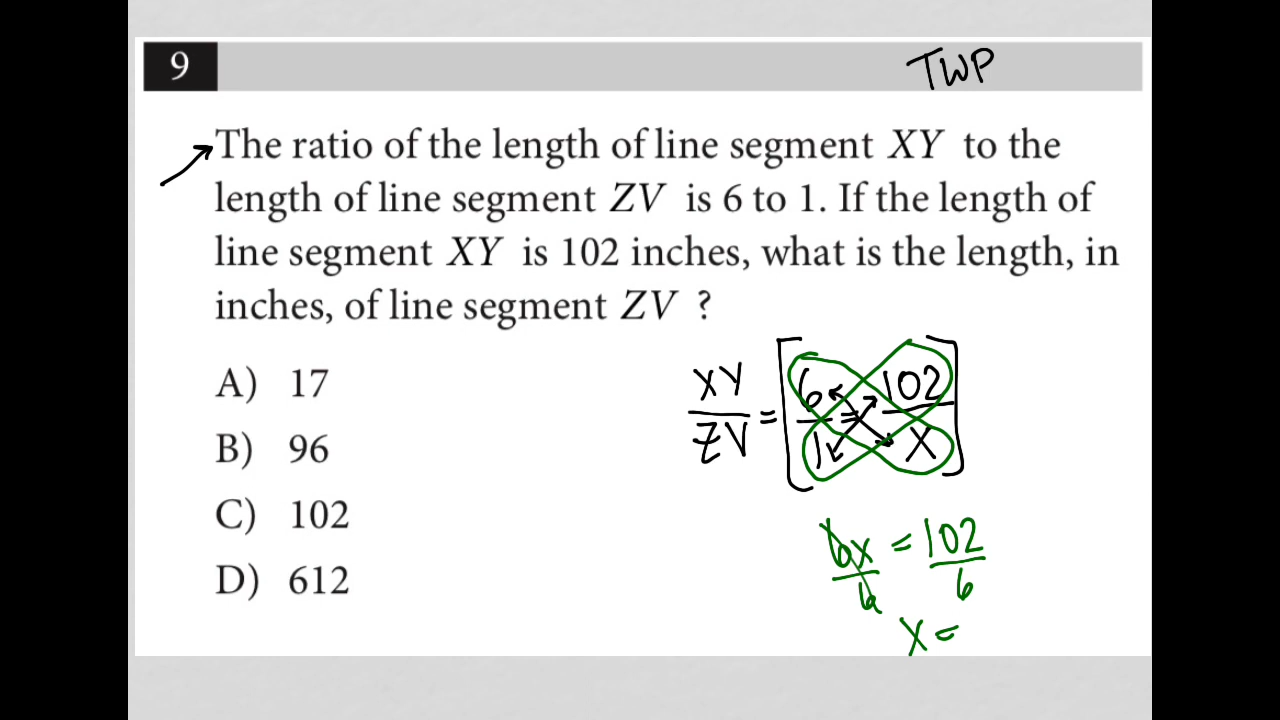 9
TWP
The ratio of the length of line segment XY to the
length of line segment ZV is 6 to 1. If the length of
line segment XY is 102 inches, what is the length, in
inches, of line segment ZV ?
A) 17
B) 96
C) 102
D) 612
XY/ZV = [6/1 = 102/X]
6x/6 = 102/6
X =